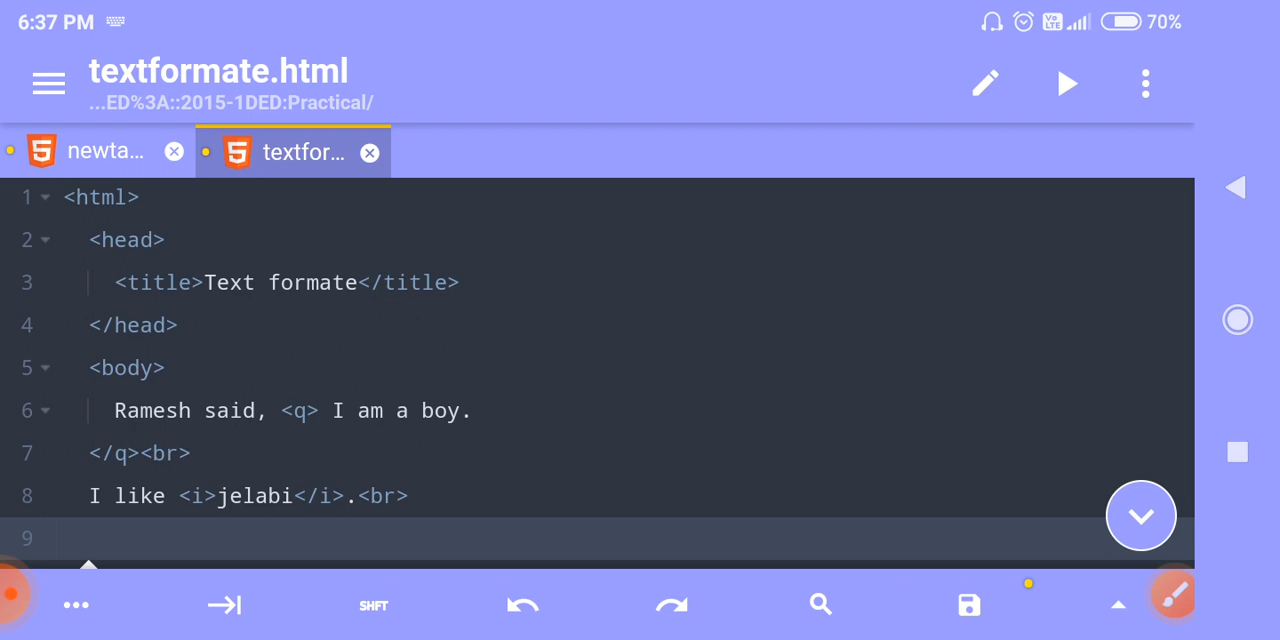 6:37 PM
Vo LTE
70%
textformate.html
...ED%3A::2015-1DED:Practical/
newta...
textfor...
1 <html>
2 <head>
3 <title>Text formate</title>
4 </head>
5 <body>
6 Ramesh said, <q> I am a boy.
7 </q><br>
8 I like <i>jelabi</i>.<br>
9
SHFT